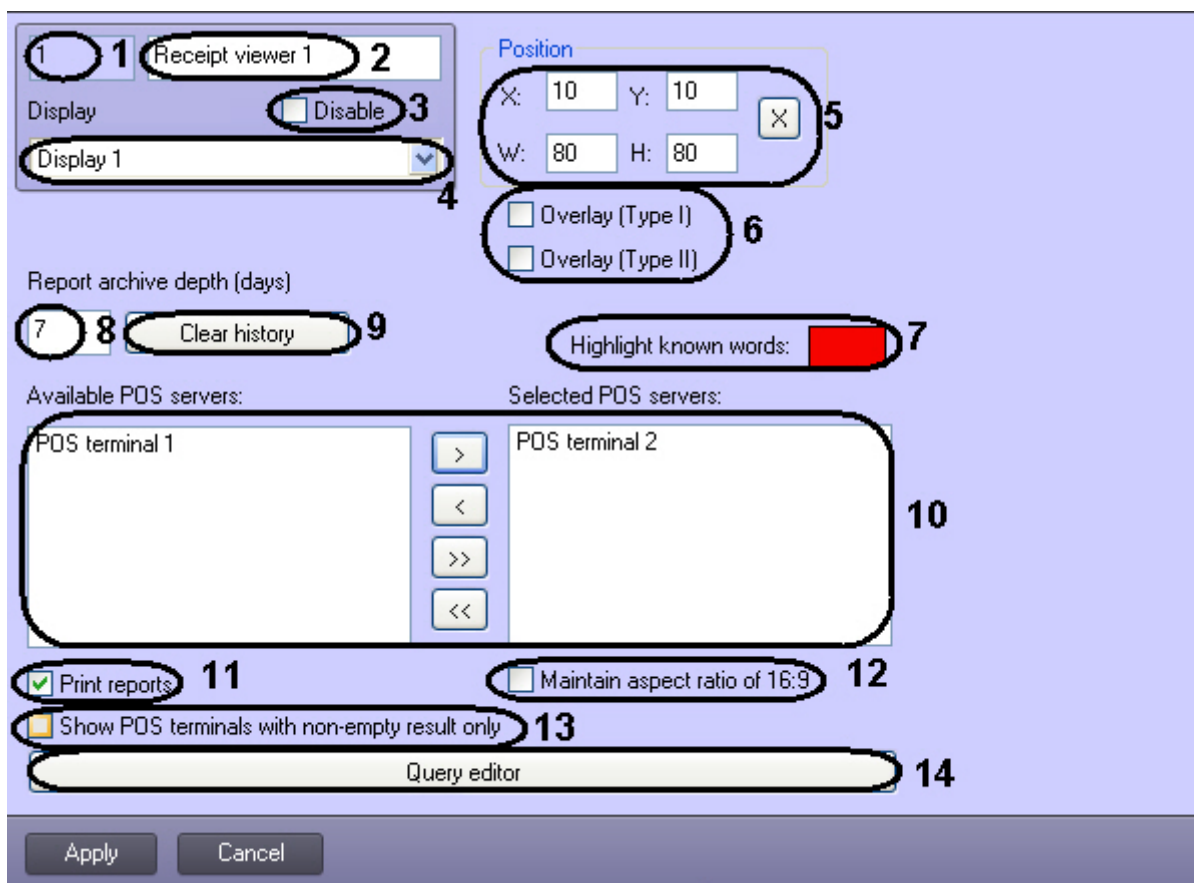 1 1 Receipt viewer 1 2
Display Disable 3
Display 1
4
Position
X: 10 Y: 10 X 5
W: 80 H: 80
Overlay (Type I)
Overlay (Type II) 6
Report archive depth (days)
7 8 Clear history 9
Highlight known words: 7
Available POS servers: Selected POS servers:
POS terminal 1 > POS terminal 2
<
>>
<<
10
Print reports 11 Maintain aspect ratio of 16:9 12
Show POS terminals with non-empty result only 13
Query editor 14
Apply Cancel